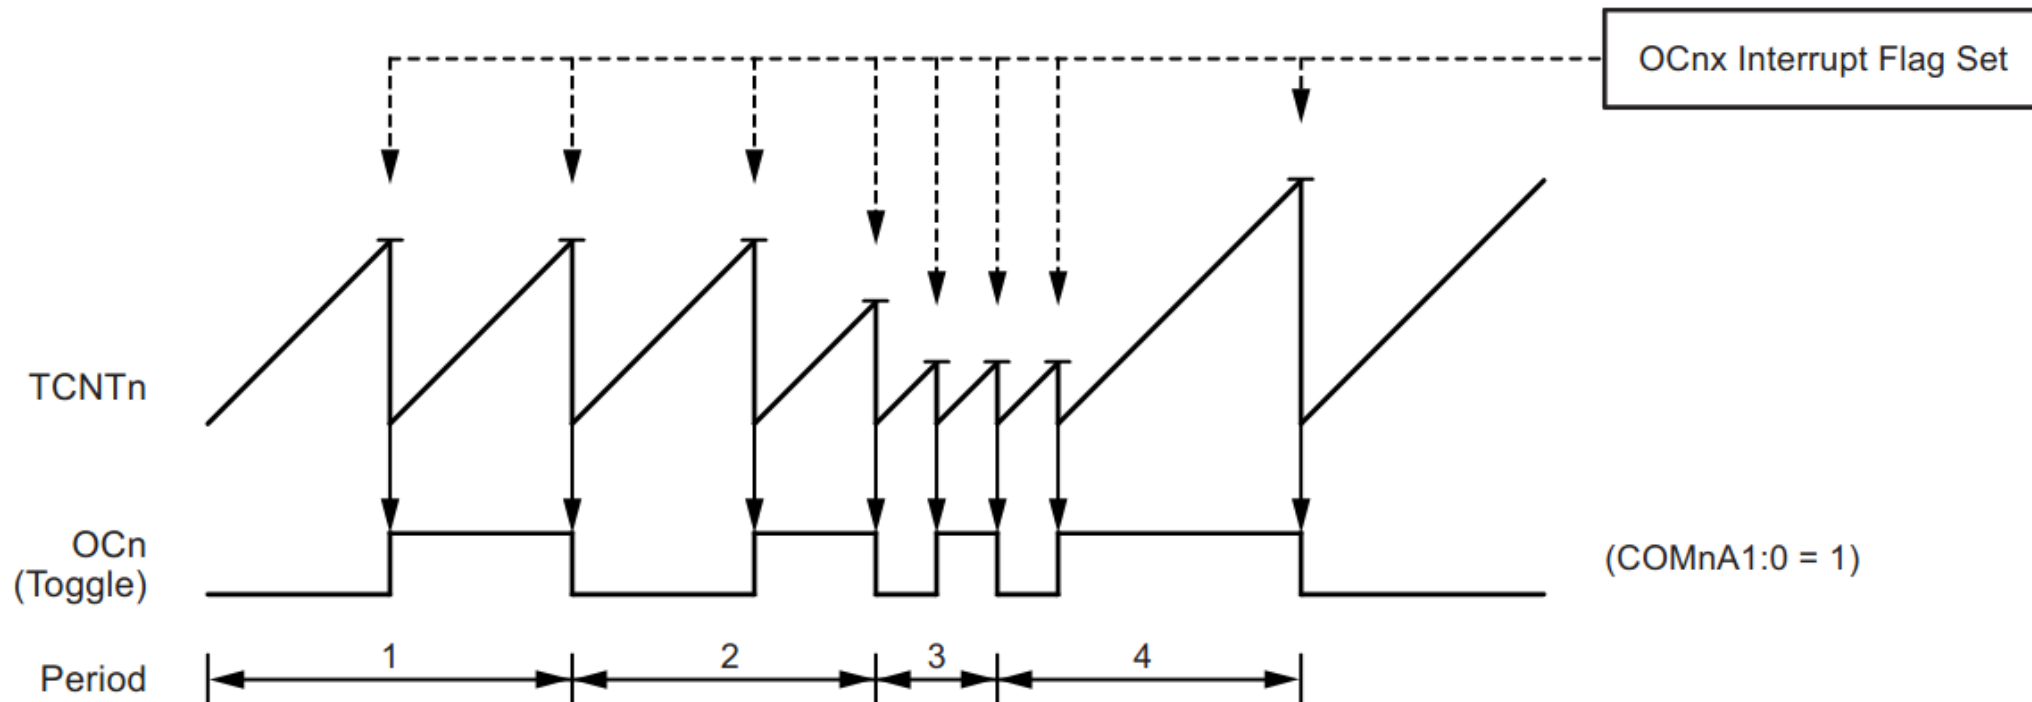 OCnx Interrupt Flag Set
TCNTn
OCn
(Toggle)
(COMnA1:0 = 1)
Period
1
2
3
4